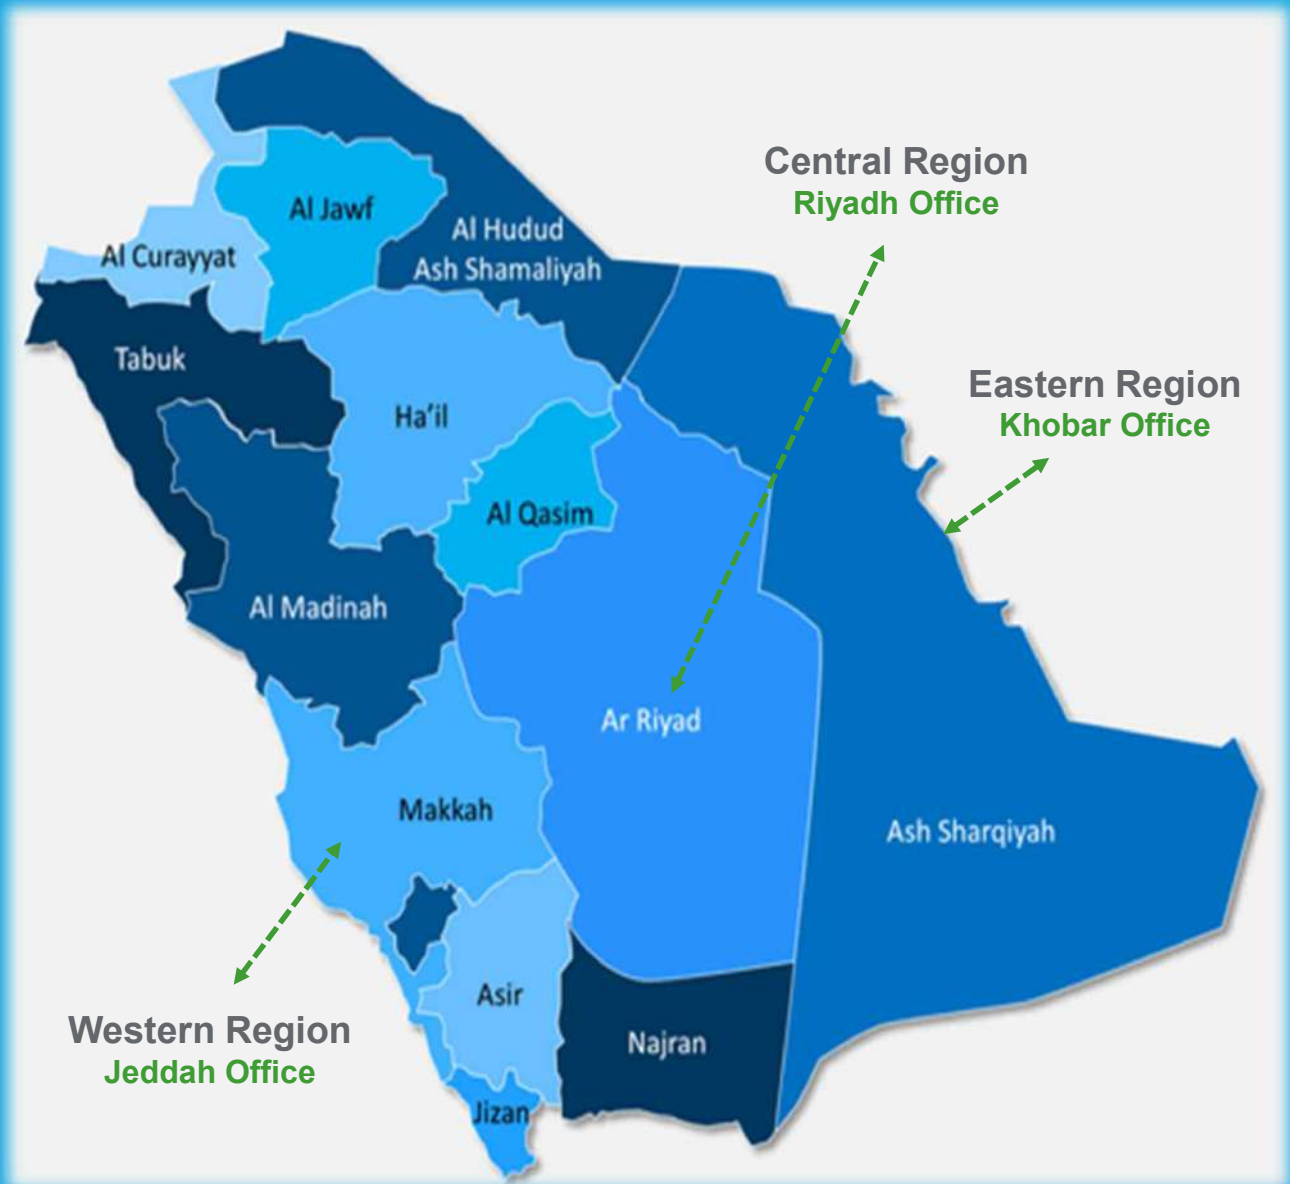 Central Region
Riyadh Office
Al Jawf
Al Hudud
Ash Shamaliyah
Al Curayyat
Tabuk
Eastern Region
Khobar Office
Ha'il
Al Qasim
Al Madinah
Ar Riyad
Makkah
Ash Sharqiyah
Asir
Western Region
Jeddah Office
Najran
Jizan